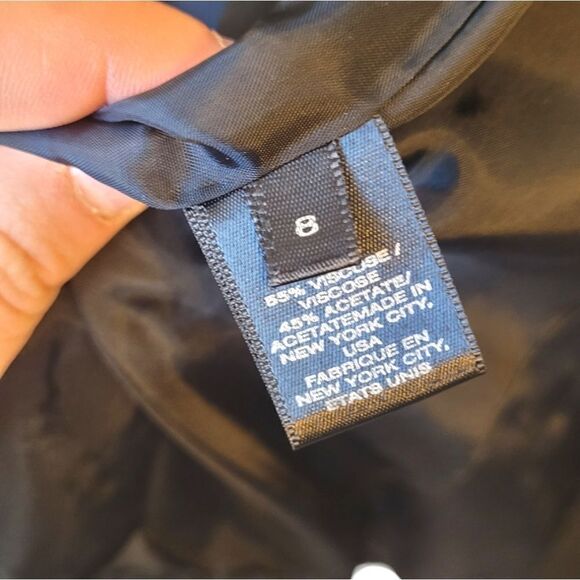 8
55% VISCOSE /
VISCOSE
45% ACETATE/
ACETATEMADE IN
NEW YORK CITY.
USA
FABRIQUE EN
NEW YORK CITY.
ETATS UNIS